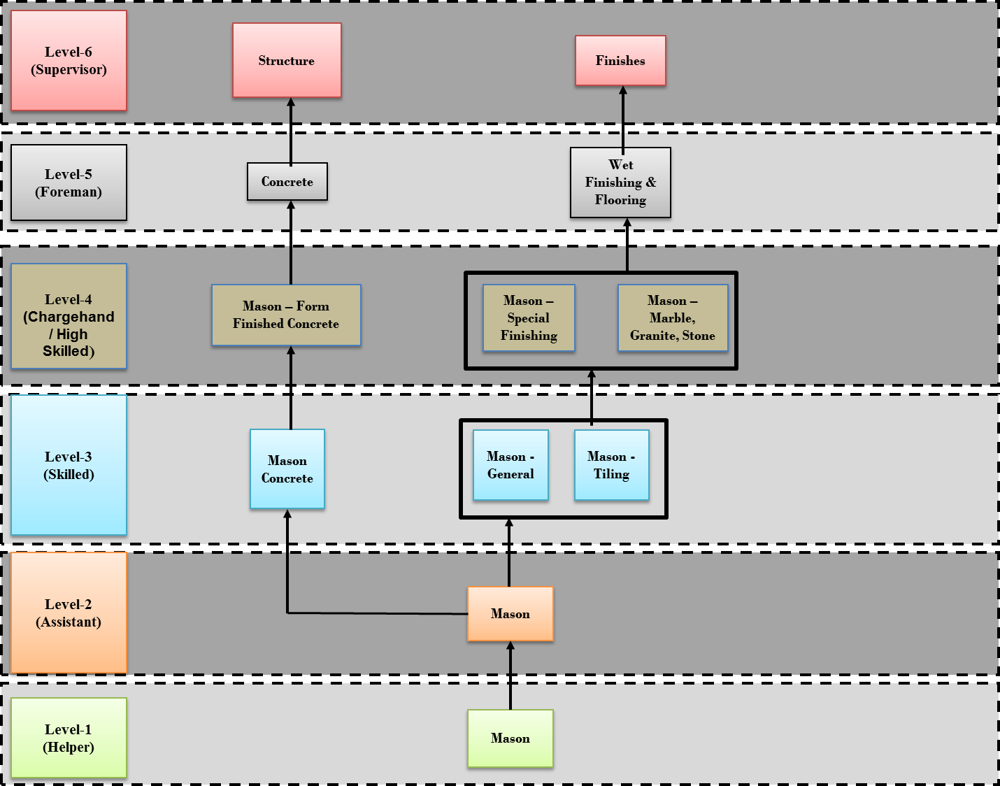 Level-6
(Supervisor)
Structure
Finishes
Level-5
(Foreman)
Concrete
Wet
Finishing &
Flooring
Level-4
(Chargehand
/ High
Skilled)
Mason – Form
Finished Concrete
Mason –
Special
Finishing
Mason –
Marble,
Granite, Stone
Level-3
(Skilled)
Mason
Concrete
Mason -
General
Mason -
Tiling
Level-2
(Assistant)
Mason
Level-1
(Helper)
Mason